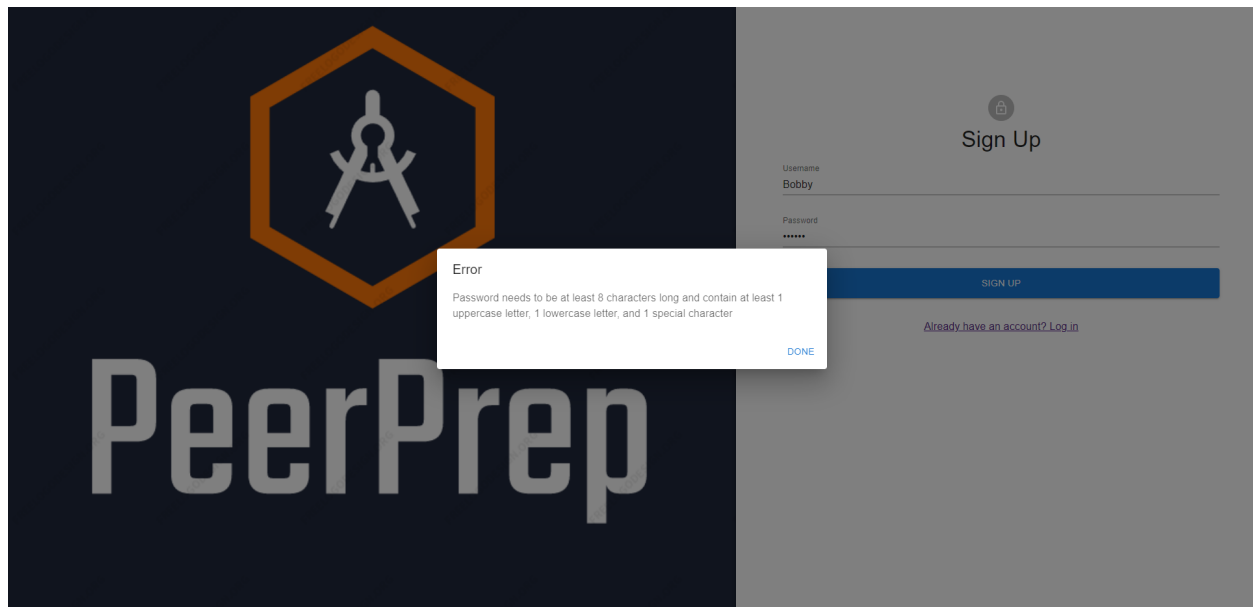 PeerPrep
Sign Up
Username
Bobby
Password
••••••
SIGN UP
Already have an account? Log in
Error
Password needs to be at least 8 characters long and contain at least 1
uppercase letter, 1 lowercase letter, and 1 special character
DONE